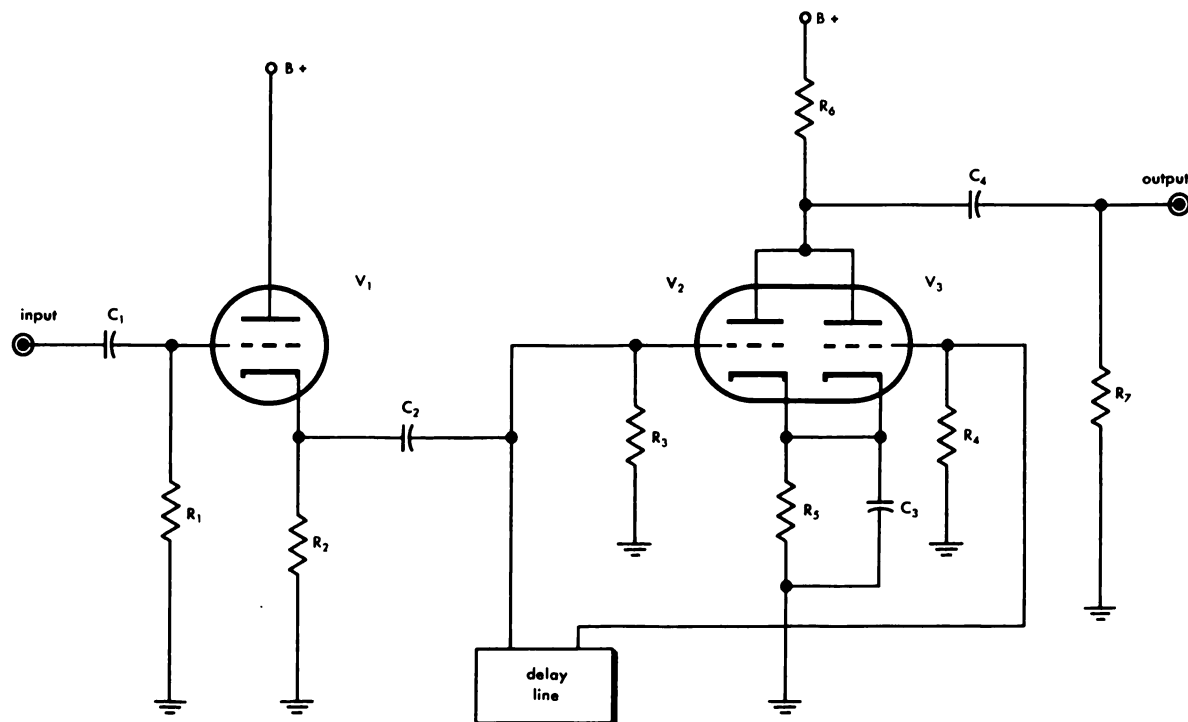 B +
B +
R6
C4
output
V1
V2
V3
input
C1
C2
R3
R4
R7
R1
R2
R5
C3
delay
line